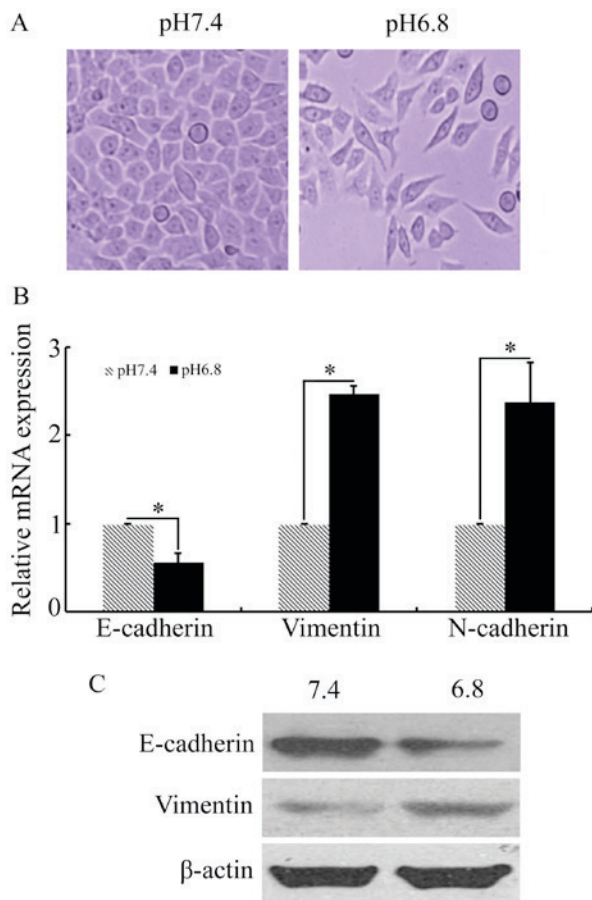 A
pH7.4 pH6.8
B
Relative mRNA expression
3
2
1
0
pH7.4 pH6.8
*
*
*
E-cadherin Vimentin N-cadherin
C
7.4 6.8
E-cadherin
Vimentin
β-actin